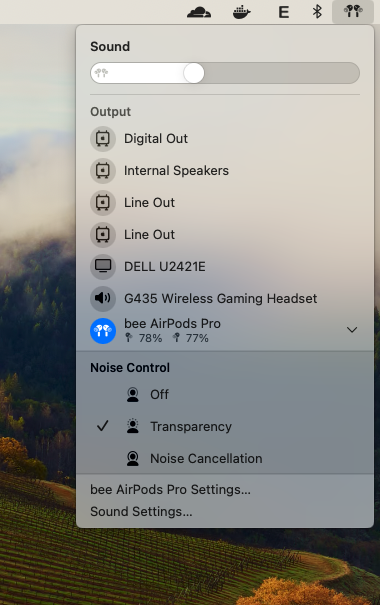 E
Sound
Output
Digital Out
Internal Speakers
Line Out
Line Out
DELL U2421E
G435 Wireless Gaming Headset
bee AirPods Pro
78% 77%
Noise Control
Off
Transparency
Noise Cancellation
bee AirPods Pro Settings...
Sound Settings...